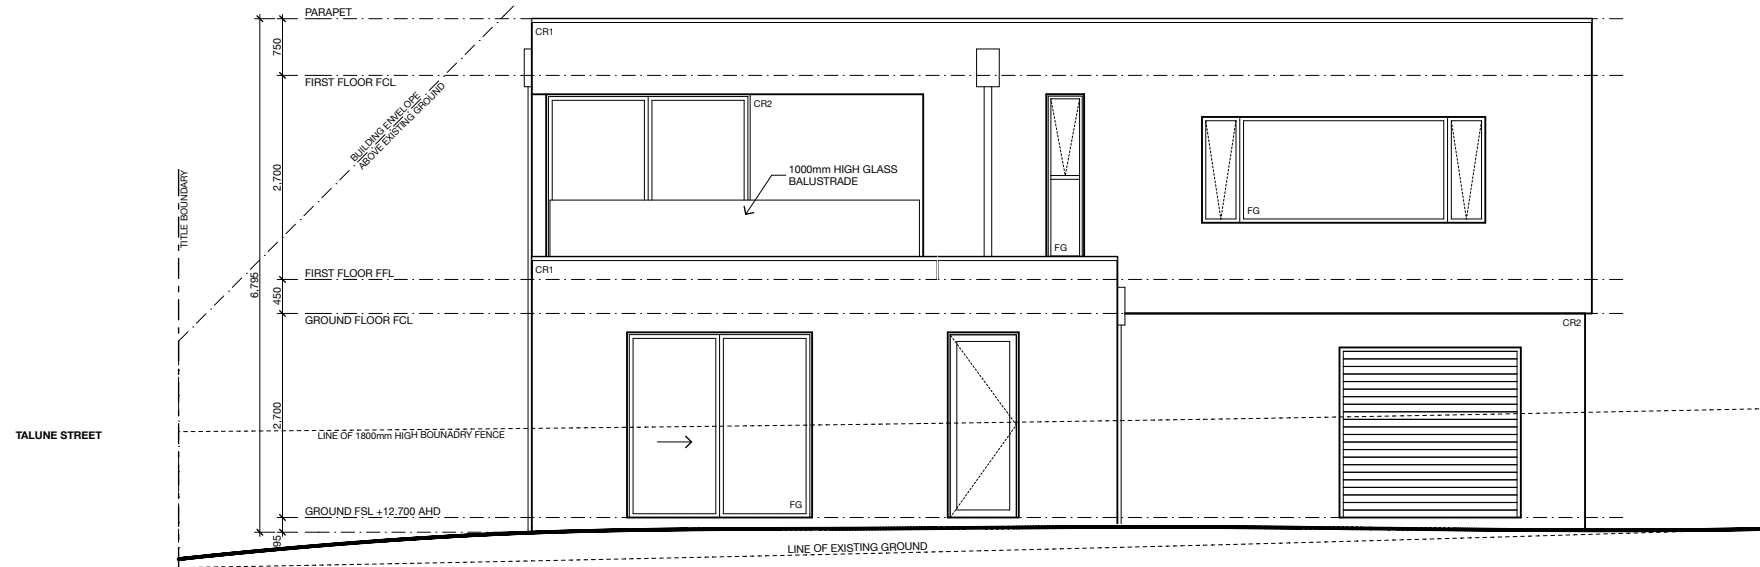 PARAPET
CR1
750
FIRST FLOOR FCL
BUILDING ENVELOPE
ABOVE EXISTING GROUND
CR2
2,700
1000mm HIGH GLASS
BALUSTRADE
TITLE BOUNDARY
FG
FG
FIRST FLOOR FFL
CR1
6,795
450
GROUND FLOOR FCL
CR2
2,700
TALUNE STREET
LINE OF 1800mm HIGH BOUNADRY FENCE
FG
GROUND FSL +12.700 AHD
LINE OF EXISTING GROUND